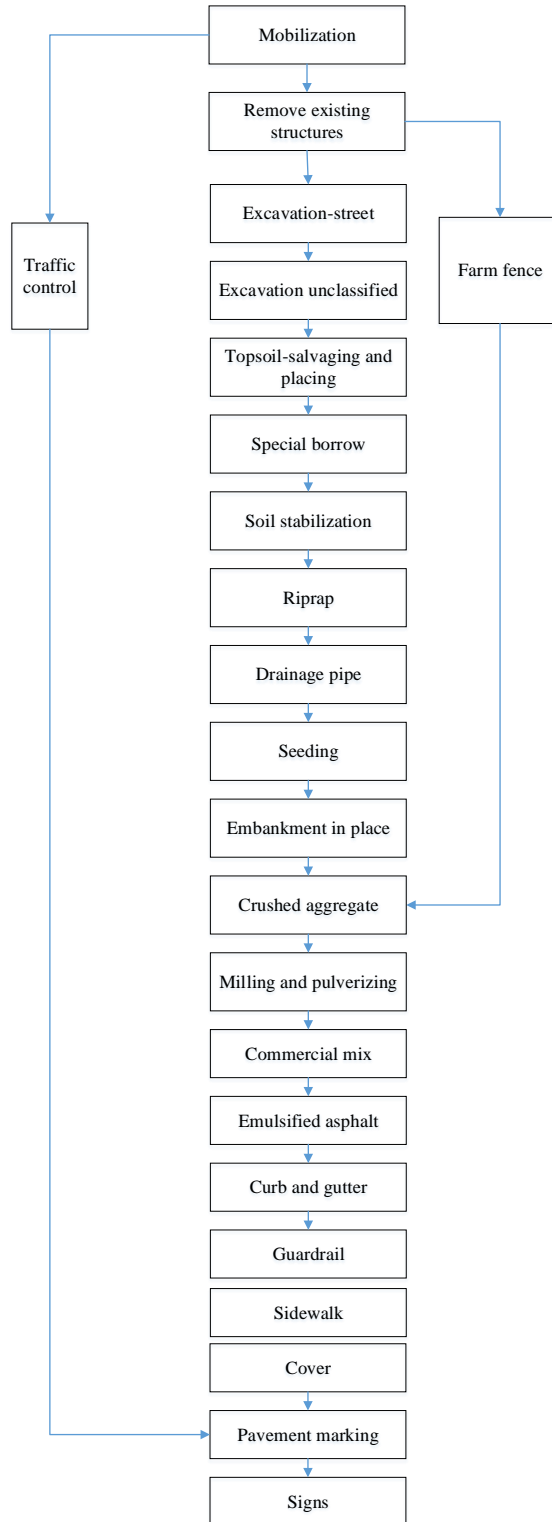 Mobilization
Remove existing
structures
Excavation-street
Traffic
control
Farm fence
Excavation unclassified
Topsoil-salvaging and
placing
Special borrow
Soil stabilization
Riprap
Drainage pipe
Seeding
Embankment in place
Crushed aggregate
Milling and pulverizing
Commercial mix
Emulsified asphalt
Curb and gutter
Guardrail
Sidewalk
Cover
Pavement marking
Signs